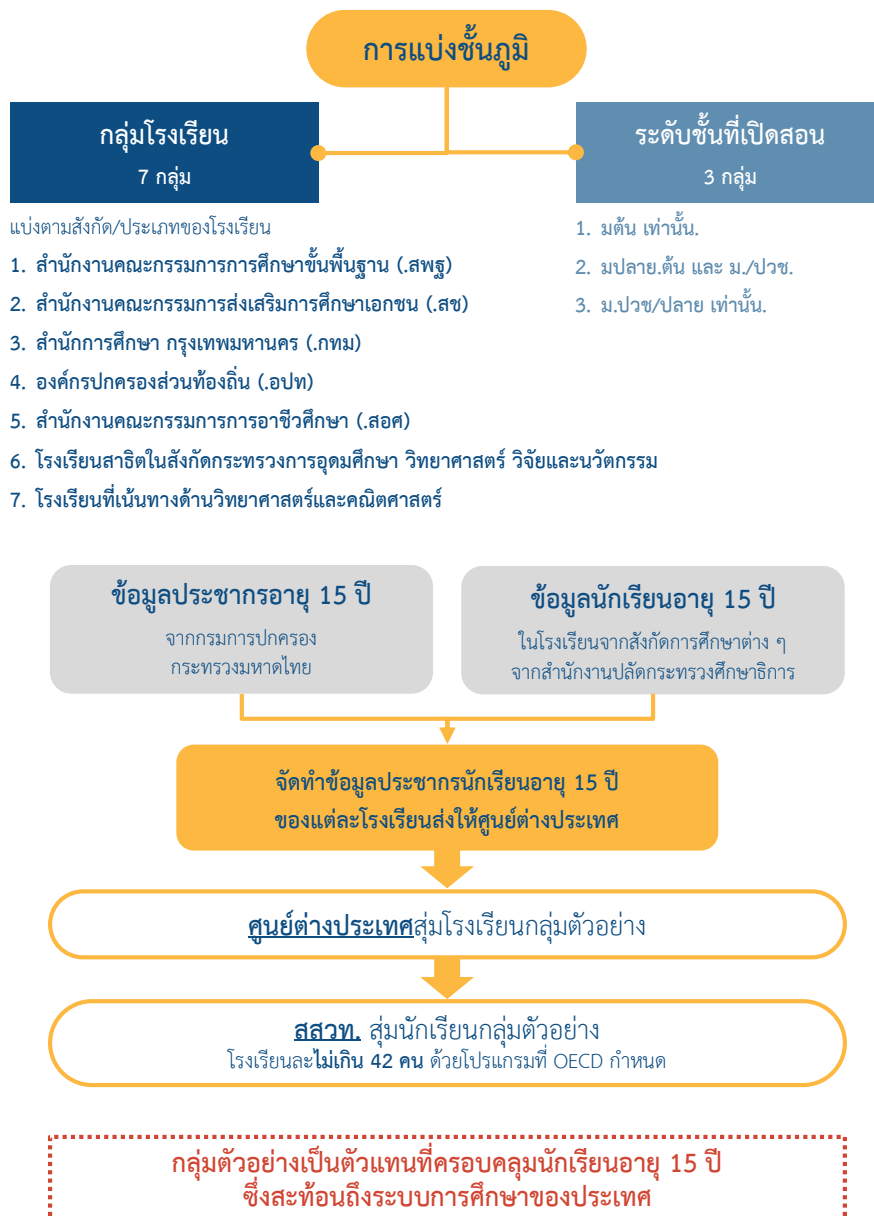 การแบ่งชั้นภูมิ
กลุ่มโรงเรียน
7 กลุ่ม
แบ่งตามสังกัด/ประเภทของโรงเรียน
1. สำนักงานคณะกรรมการการศึกษาขั้นพื้นฐาน (.สพฐ)
2. สำนักงานคณะกรรมการส่งเสริมการศึกษาเอกชน (.สช)
3. สำนักการศึกษา กรุงเทพมหานคร (.กทม)
4. องค์กรปกครองส่วนท้องถิ่น (.อปท)
5. สำนักงานคณะกรรมการการอาชีวศึกษา (.สอศ)
6. โรงเรียนสาธิตในสังกัดกระทรวงการอุดมศึกษา วิทยาศาสตร์ วิจัยและนวัตกรรม
7. โรงเรียนที่เน้นทางด้านวิทยาศาสตร์และคณิตศาสตร์
ระดับชั้นที่เปิดสอน
3 กลุ่ม
1. มต้น เท่านั้น.
2. มปลาย.ต้น และ ม./ปวช.
3. ม.ปวช/ปลาย เท่านั้น.
ข้อมูลประชากรอายุ 15 ปี
จากกรมการปกครอง
กระทรวงมหาดไทย
ข้อมูลนักเรียนอายุ 15 ปี
ในโรงเรียนจากสังกัดการศึกษาต่าง ๆ
จากสำนักงานปลัดกระทรวงศึกษาธิการ
จัดทำข้อมูลประชากรนักเรียนอายุ 15 ปี
ของแต่ละโรงเรียนส่งให้ศูนย์ต่างประเทศ
ศูนย์ต่างประเทศสุ่มโรงเรียนกลุ่มตัวอย่าง
สสวท. สุ่มนักเรียนกลุ่มตัวอย่าง
โรงเรียนละไม่เกิน 42 คน ด้วยโปรแกรมที่ OECD กำหนด
กลุ่มตัวอย่างเป็นตัวแทนที่ครอบคลุมนักเรียนอายุ 15 ปี
ซึ่งสะท้อนถึงระบบการศึกษาของประเทศ